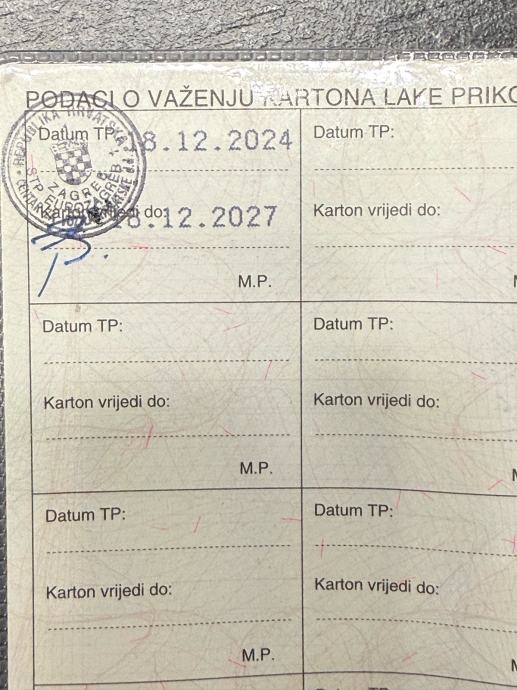 PODACI O VAŽENJU KARTONA LAKE PRIKO
Datum TP: 18.12.2024
Karton vrijedi do: 18.12.2027
M.P.
REPUBLIKA HRVATSKA
ZAGREB
STP EUROZAGREB
Datum TP:
Karton vrijedi do:
Datum TP:
Karton vrijedi do:
M.P.
Datum TP:
Karton vrijedi do:
Datum TP:
Karton vrijedi do:
M.P.
Datum TP:
Karton vrijedi do: